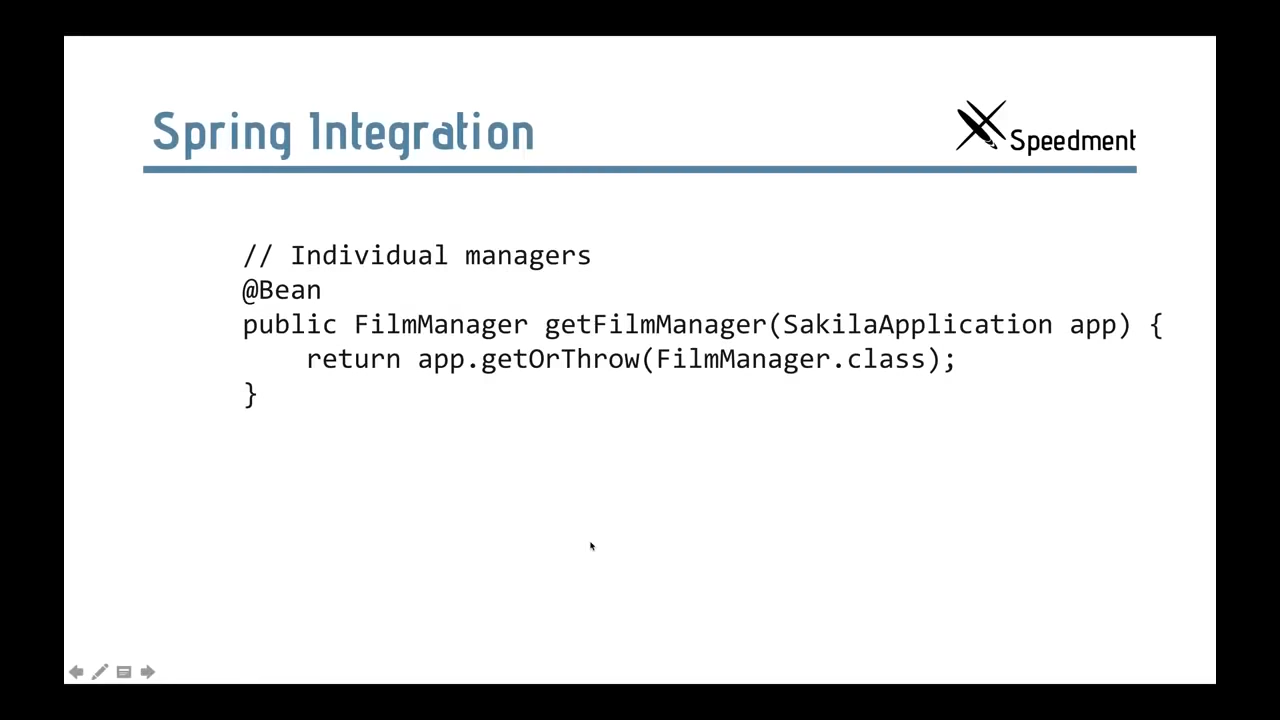 Spring Integration
Speedment
// Individual managers
@Bean
public FilmManager getFilmManager(SakilaApplication app) {
    return app.getOrThrow(FilmManager.class);
}